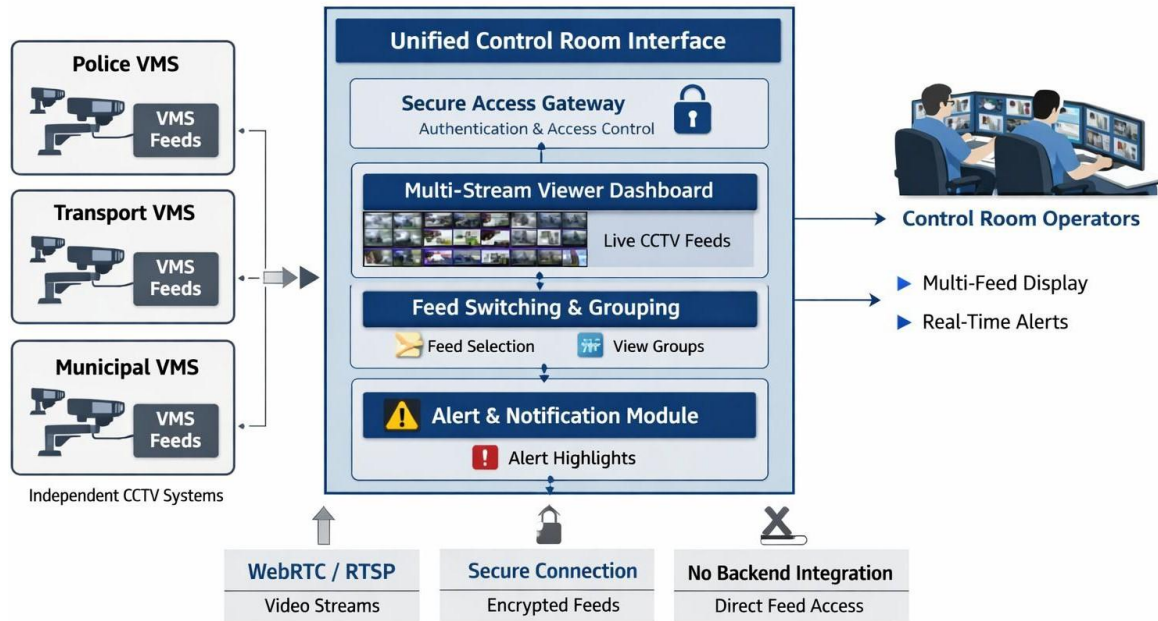 Police VMS
VMS
Feeds
Transport VMS
VMS
Feeds
Municipal VMS
VMS
Feeds
Independent CCTV Systems
Unified Control Room Interface
Secure Access Gateway
Authentication & Access Control
Multi-Stream Viewer Dashboard
Live CCTV Feeds
Feed Switching & Grouping
Feed Selection
View Groups
Alert & Notification Module
Alert Highlights
Control Room Operators
Multi-Feed Display
Real-Time Alerts
WebRTC / RTSP
Video Streams
Secure Connection
Encrypted Feeds
No Backend Integration
Direct Feed Access